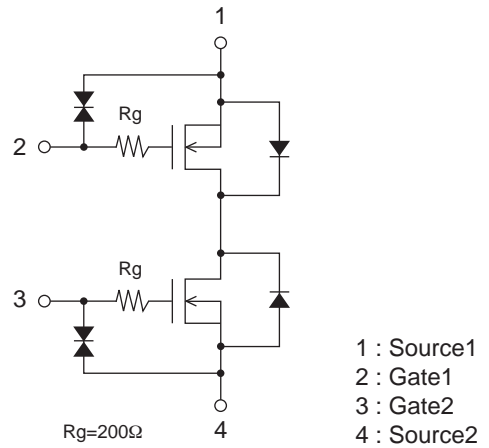 1
Rg
2
Rg
3
1 : Source1
2 : Gate1
3 : Gate2
4 : Source2
Rg=200Ω
4